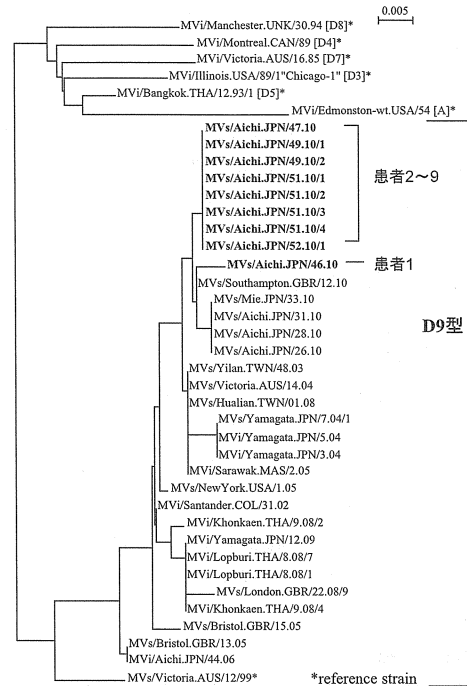 0.005
MVi/Manchester.UNK/30.94 [D8]*
MVi/Montreal.CAN/89 [D4]*
MVi/Victoria.AUS/16.85 [D7]*
MVi/Illinois.USA/89/1"Chicago-1" [D3]*
MVi/Bangkok.THA/12.93/1 [D5]*
MVi/Edmonston-wt.USA/54 [A]*
MVs/Aichi.JPN/47.10
MVs/Aichi.JPN/49.10/1
MVs/Aichi.JPN/49.10/2
MVs/Aichi.JPN/51.10/1
MVs/Aichi.JPN/51.10/2
MVs/Aichi.JPN/51.10/3
MVs/Aichi.JPN/51.10/4
MVs/Aichi.JPN/52.10/1
患者2~9
MVs/Aichi.JPN/46.10
患者1
MVs/Southampton.GBR/12.10
MVs/Mie.JPN/33.10
MVs/Aichi.JPN/31.10
MVs/Aichi.JPN/28.10
MVs/Aichi.JPN/26.10
D9型
MVs/Yilan.TWN/48.03
MVs/Victoria.AUS/14.04
MVs/Hualian.TWN/01.08
MVs/Yamagata.JPN/7.04/1
MVi/Yamagata.JPN/5.04
MVi/Yamagata.JPN/3.04
MVi/Sarawak.MAS/2.05
MVs/NewYork.USA/1.05
MVi/Santander.COL/31.02
MVi/Khonkaen.THA/9.08/2
MVi/Yamagata.JPN/12.09
MVi/Lopburi.THA/8.08/7
MVi/Lopburi.THA/8.08/1
MVs/London.GBR/22.08/9
MVi/Khonkaen.THA/9.08/4
MVs/Bristol.GBR/15.05
MVs/Bristol.GBR/13.05
MVi/Aichi.JPN/44.06
MVs/Victoria.AUS/12/99*
*reference strain